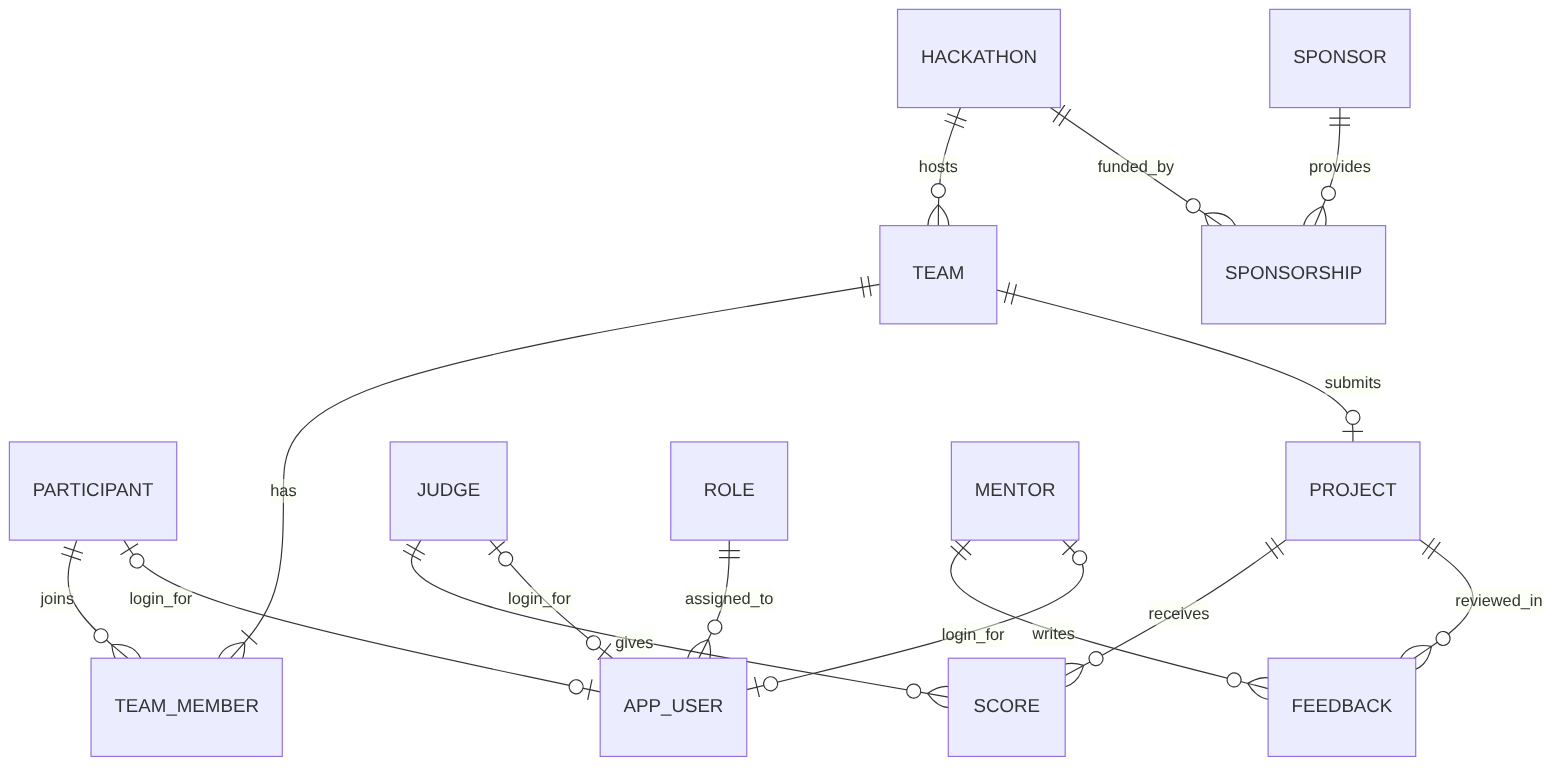 HACKATHON
SPONSOR
hosts
funded_by
provides
TEAM
SPONSORSHIP
submits
PARTICIPANT
has
JUDGE
ROLE
MENTOR
PROJECT
joins
login_for
login_for
assigned_to
gives
login_for
writes
receives
reviewed_in
TEAM_MEMBER
APP_USER
SCORE
FEEDBACK